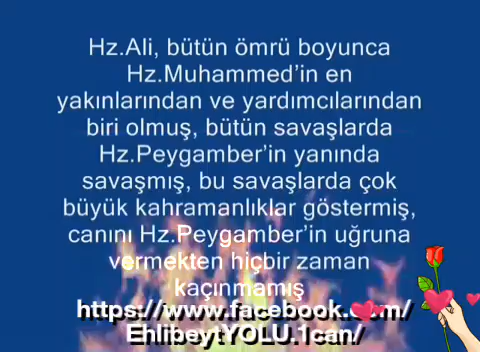 Hz.Ali, bütün ömrü boyunca
Hz.Muhammed'in en
yakınlarından ve yardımcılarından
biri olmuş, bütün savaşlarda
Hz.Peygamber'in yanında
savaşmış, bu savaşlarda çok
büyük kahramanlıklar göstermiş,
canını Hz.Peygamber'in uğruna
vermekten hiçbir zaman
kaçınmamış
https://www.facebook.com/
EhlibeytYOLU.1can/